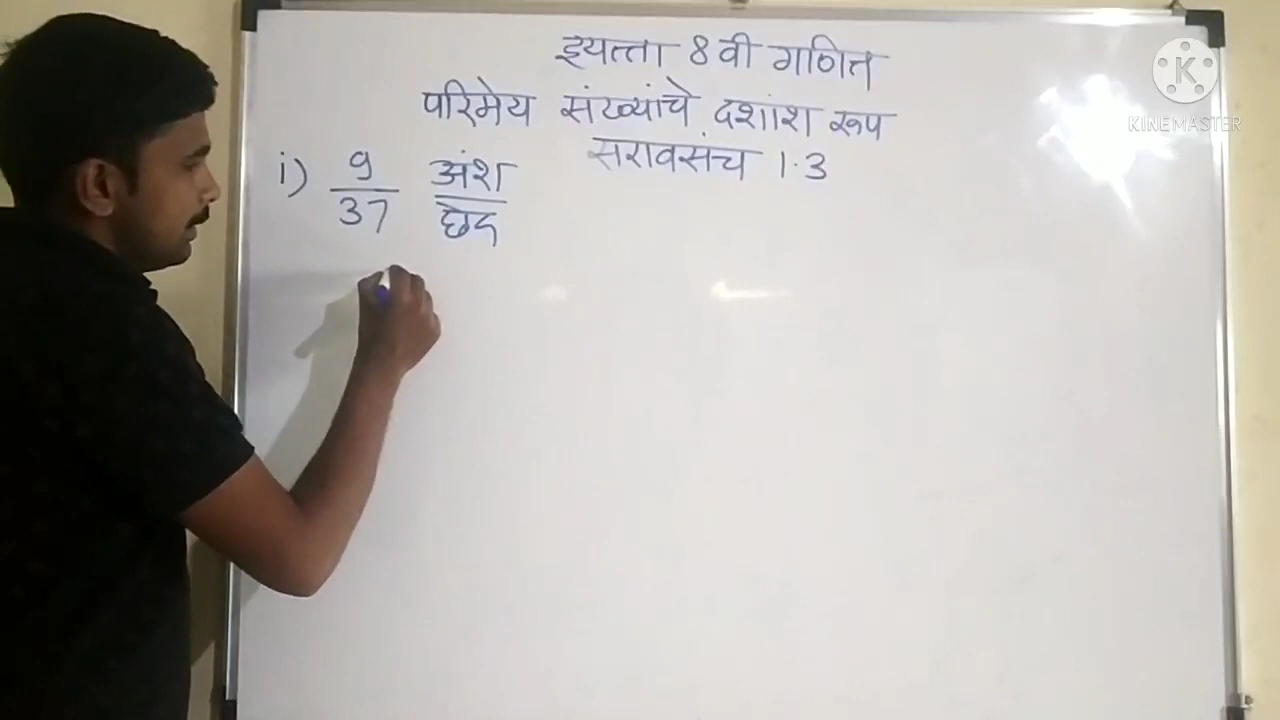 इयत्ता 8 वी गणित
परिमेय संख्यांचे दशांश रूप
सरावसंच 1.3
i) 9/37 अंश/छेद
K
KINEMASTER